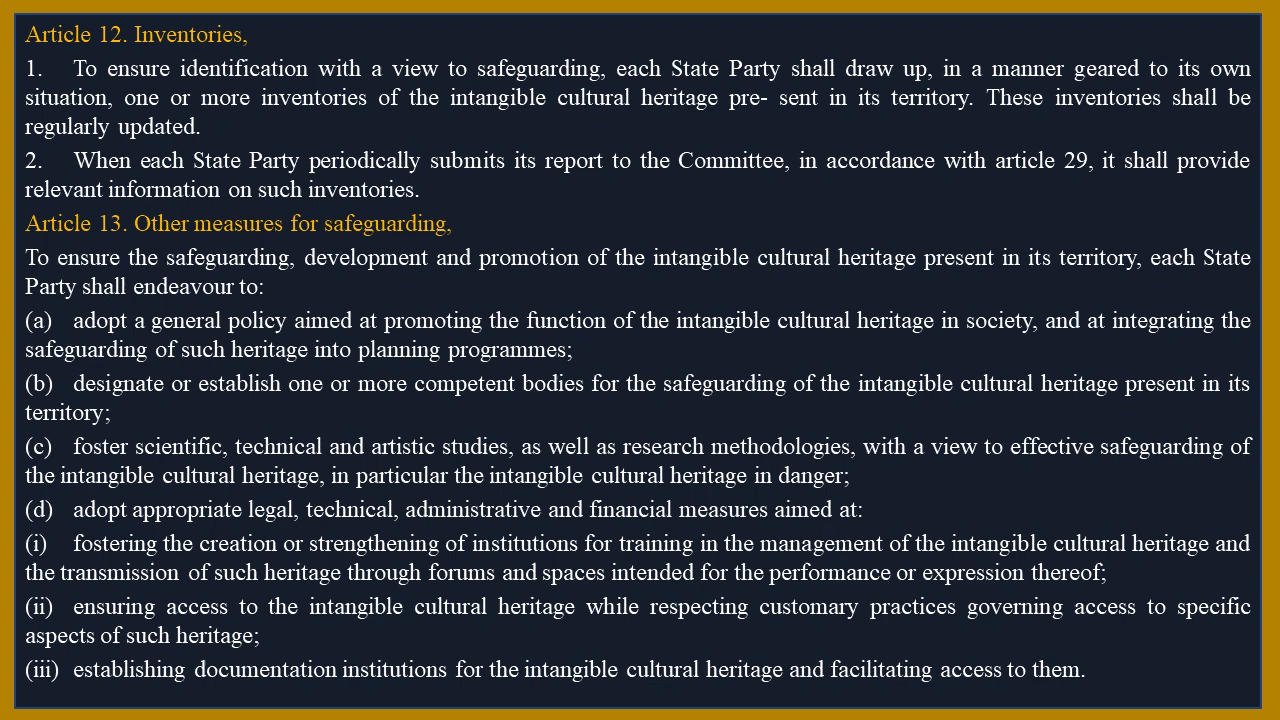 Article 12. Inventories,
1. To ensure identification with a view to safeguarding, each State Party shall draw up, in a manner geared to its own
situation, one or more inventories of the intangible cultural heritage pre- sent in its territory. These inventories shall be
regularly updated.
2. When each State Party periodically submits its report to the Committee, in accordance with article 29, it shall provide
relevant information on such inventories.
Article 13. Other measures for safeguarding,
To ensure the safeguarding, development and promotion of the intangible cultural heritage present in its territory, each State
Party shall endeavour to:
(a) adopt a general policy aimed at promoting the function of the intangible cultural heritage in society, and at integrating the
safeguarding of such heritage into planning programmes;
(b) designate or establish one or more competent bodies for the safeguarding of the intangible cultural heritage present in its
territory;
(c) foster scientific, technical and artistic studies, as well as research methodologies, with a view to effective safeguarding of
the intangible cultural heritage, in particular the intangible cultural heritage in danger;
(d) adopt appropriate legal, technical, administrative and financial measures aimed at:
(i) fostering the creation or strengthening of institutions for training in the management of the intangible cultural heritage and
the transmission of such heritage through forums and spaces intended for the performance or expression thereof;
(ii) ensuring access to the intangible cultural heritage while respecting customary practices governing access to specific
aspects of such heritage;
(iii) establishing documentation institutions for the intangible cultural heritage and facilitating access to them.